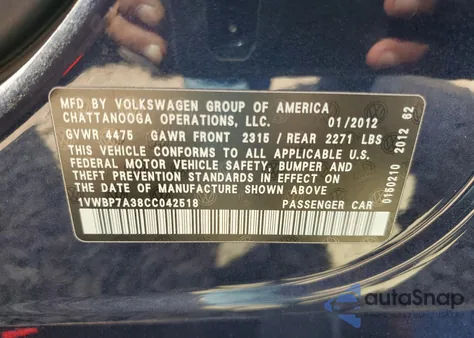 MFD BY VOLKSWAGEN GROUP OF AMERICA
CHATTANOOGA OPERATIONS, LLC. 01/2012
GVWR 4475 GAWR FRONT 2315 / REAR 2271 LBS
THIS VEHICLE CONFORMS TO ALL APPLICABLE U.S.
FEDERAL MOTOR VEHICLE SAFETY, BUMPER AND
THEFT PREVENTION STANDARDS IN EFFECT ON
THE DATE OF MANUFACTURE SHOWN ABOVE
1VWBP7A38CC042518 PASSENGER CAR
0180210 2012 62
autoSnap